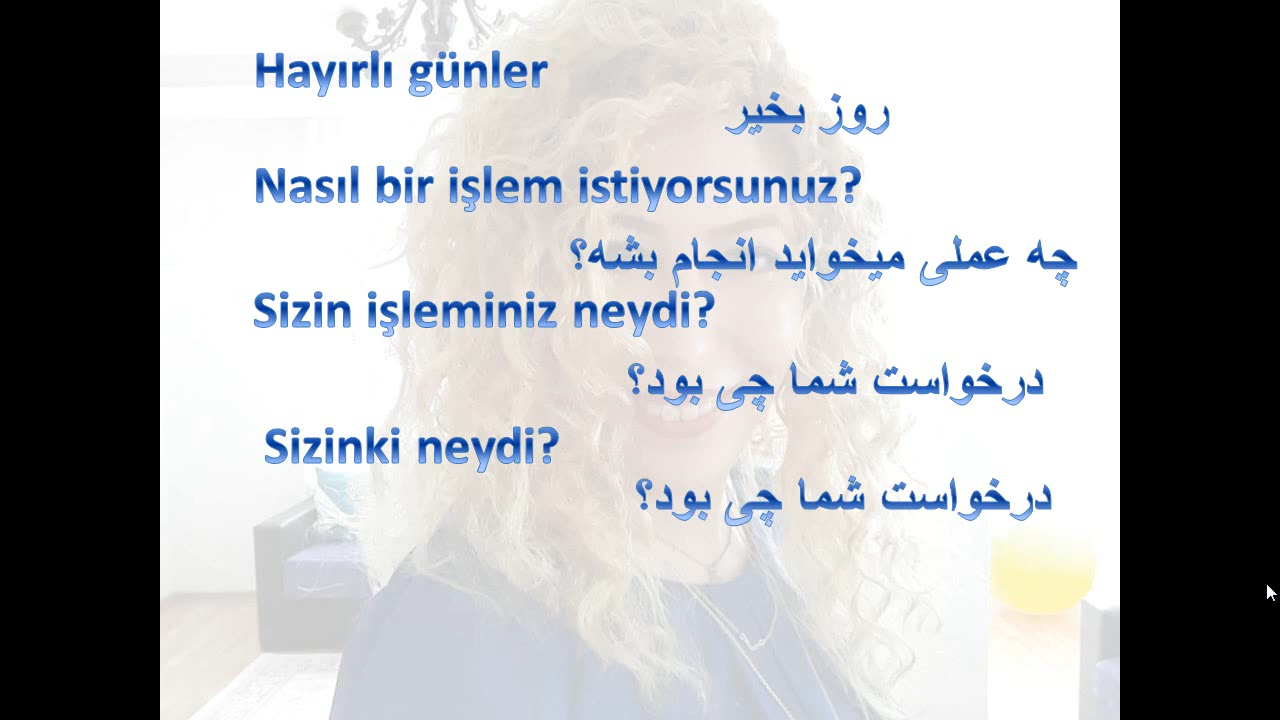 Hayırlı günler
روز بخیر
Nasıl bir işlem istiyorsunuz?
چه عملی میخواید انجام بشه؟
Sizin işleminiz neydi?
درخواست شما چی بود؟
Sizinki neydi?
درخواست شما چی بود؟